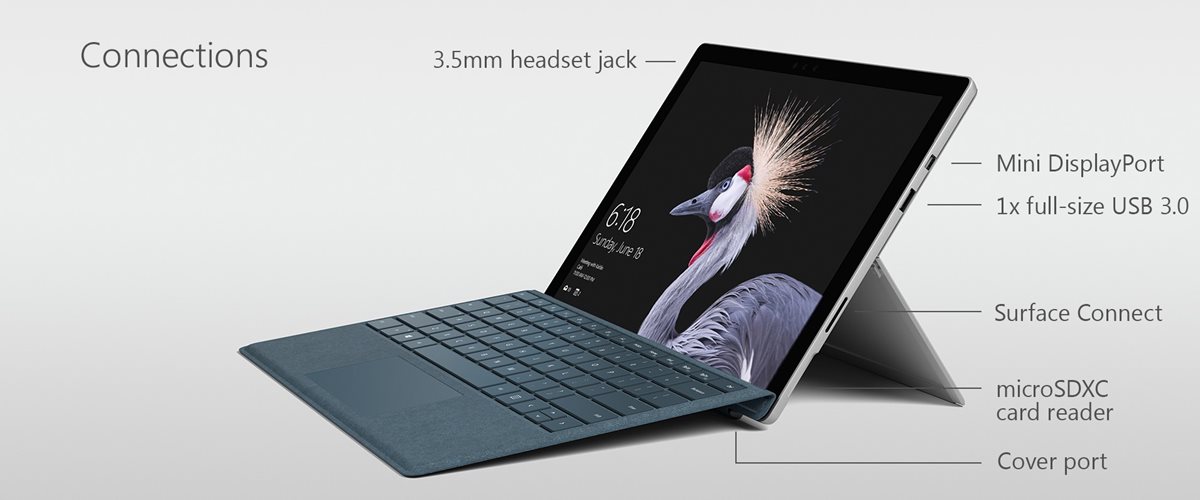 Connections
3.5mm headset jack
Mini DisplayPort
1x full-size USB 3.0
6:18
Sunday, June 18
Surface Connect
microSDXC
card reader
Cover port